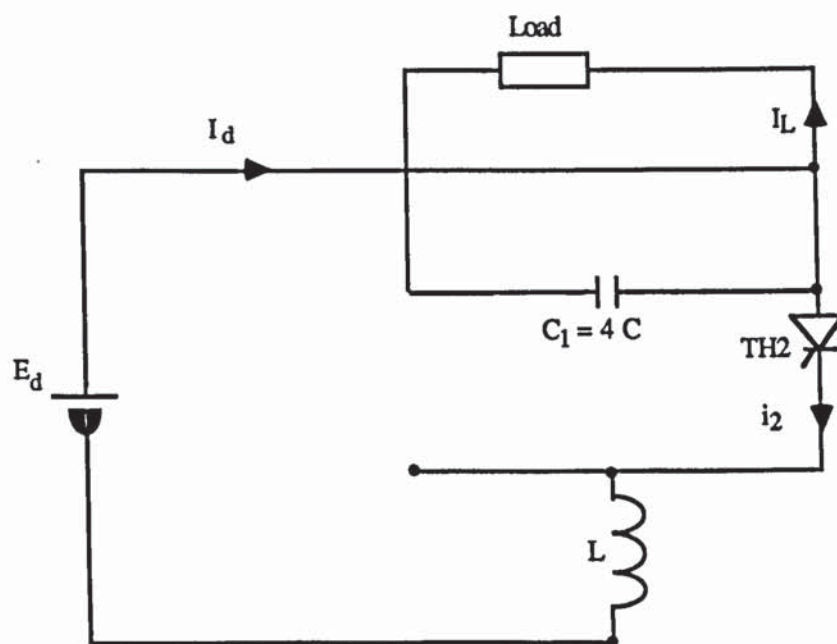 Load
I_d
I_L
C_1 = 4 C
TH2
E_d
i_2
L